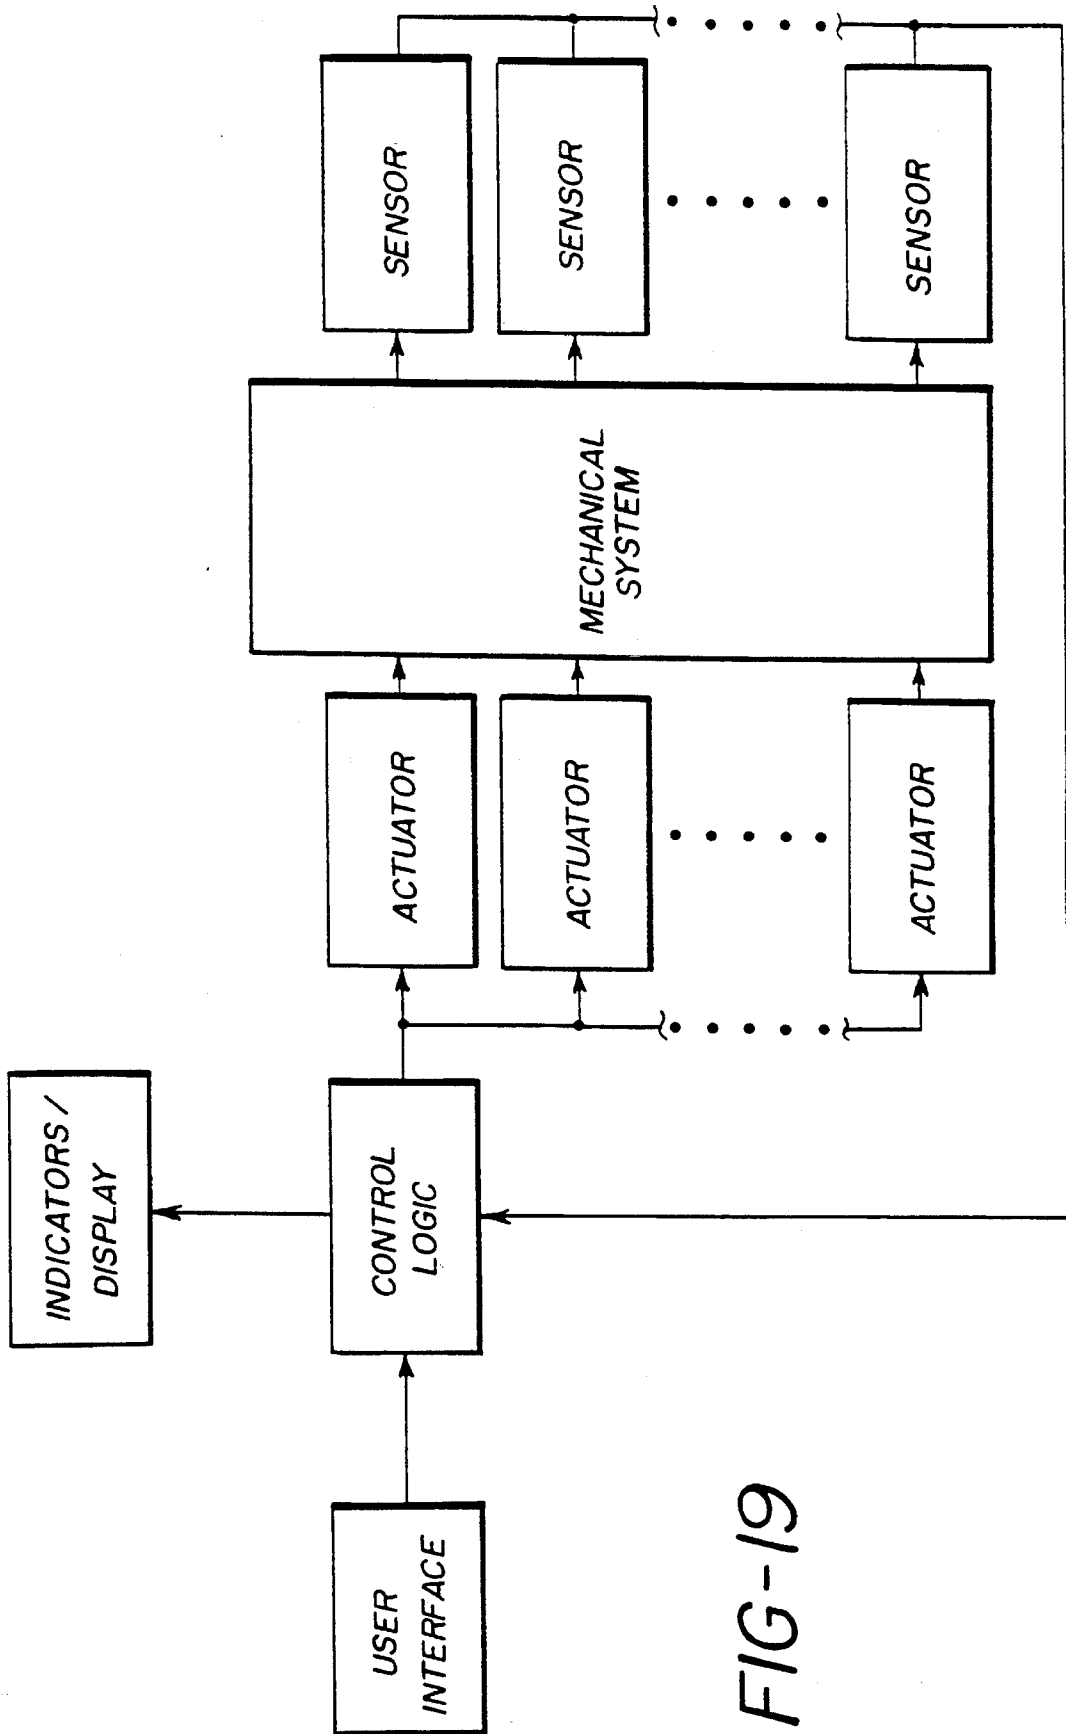 INDICATORS /
DISPLAY
USER
INTERFACE
CONTROL
LOGIC
ACTUATOR
ACTUATOR
ACTUATOR
MECHANICAL
SYSTEM
SENSOR
SENSOR
SENSOR
FIG-19